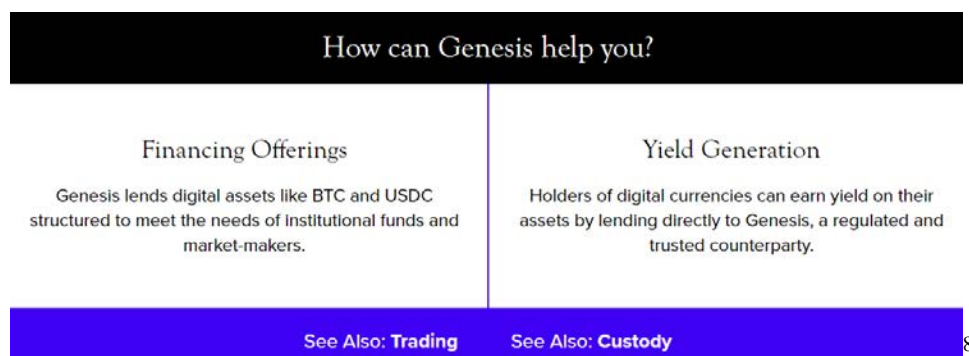 How can Genesis help you?
Financing Offerings
Genesis lends digital assets like BTC and USDC
structured to meet the needs of institutional funds and
market-makers.
Yield Generation
Holders of digital currencies can earn yield on their
assets by lending directly to Genesis, a regulated and
trusted counterparty.
See Also: Trading
See Also: Custody